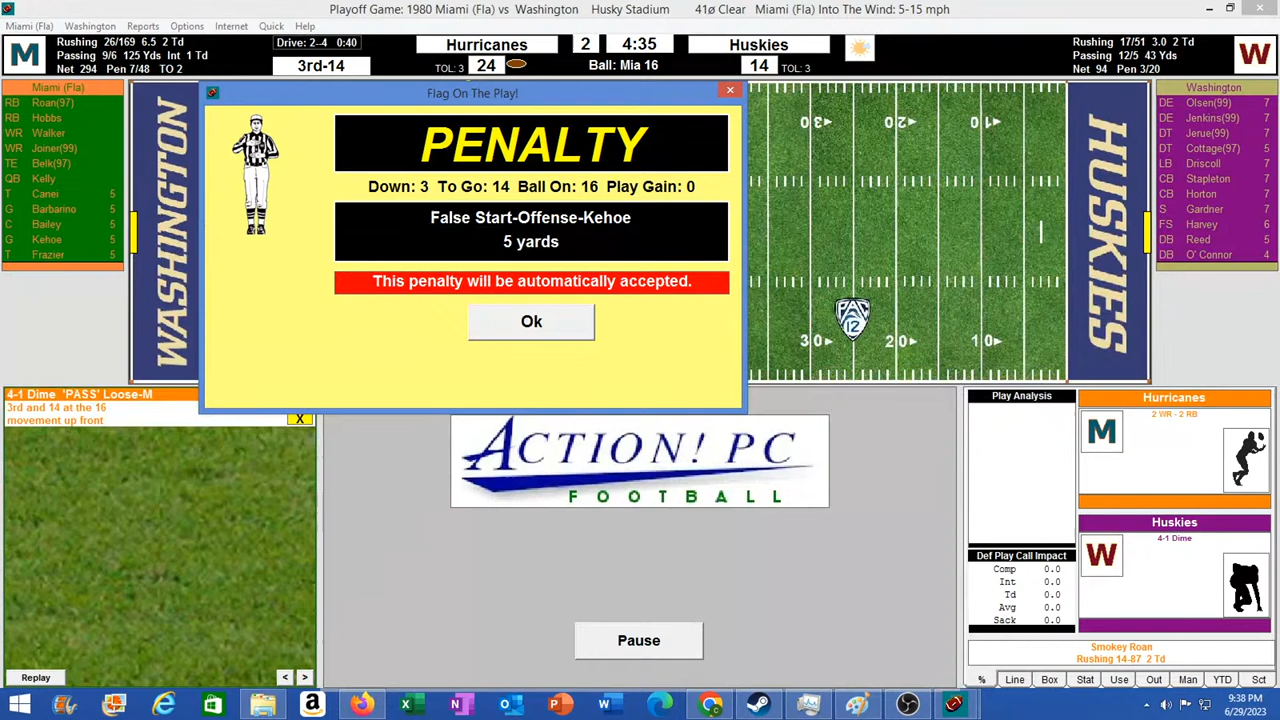 Playoff Game: 1980 Miami (Fla) vs Washington Husky Stadium 41ø Clear Miami (Fla) Into The Wind: 5-15 mph
Miami (Fla) Washington Reports Options Internet Quick Help
M
Rushing 26/169 6.5 2 Td
Passing 9/6 125 Yds Int 1 Td
Net 294 Pen 7/48 TO 2
Drive: 2--4 0:40
3rd-14
Hurricanes 2 4:35 Huskies
TOL: 3 24 Ball: Mia 16 14 TOL: 3
Rushing 17/51 3.0 2 Td
Passing 12/5 43 Yds
Net 94 Pen 3/20
W
Miami (Fla)
RB Roan(97)
RB Hobbs
WR Walker
WR Joiner(99)
TE Belk(97)
QB Kelly
T Canei 5
G Barbarino 5
C Bailey 5
G Kehoe 5
T Frazier 5
WASHINGTON
Flag On The Play!
PENALTY
Down: 3 To Go: 14 Ball On: 16 Play Gain: 0
False Start-Offense-Kehoe
5 yards
This penalty will be automatically accepted.
Ok
30 20 10
PAC
12
30 20 10
HUSKIES
Washington
DE Olsen(99) 7
DE Jenkins(99) 7
DT Jerue(99) 7
DT Cottage(97) 5
LB Driscoll 7
CB Stapleton 7
CB Horton 7
S Gardner 7
FS Harvey 6
DB Reed 5
DB O' Connor 4
4-1 Dime 'PASS' Loose-M
3rd and 14 at the 16
movement up front
X
Replay < >
ACTION! PC
FOOTBALL
Pause
Play Analysis
Def Play Call Impact
Comp 0.0
Int 0.0
Td 0.0
Avg 0.0
Sack 0.0
Hurricanes
2 WR - 2 RB
M
Huskies
4-1 Dime
W
Smokey Roan
Rushing 14-87 2 Td
% Line Box Stat Use Out Man YTD Sct
9:38 PM
6/29/2023